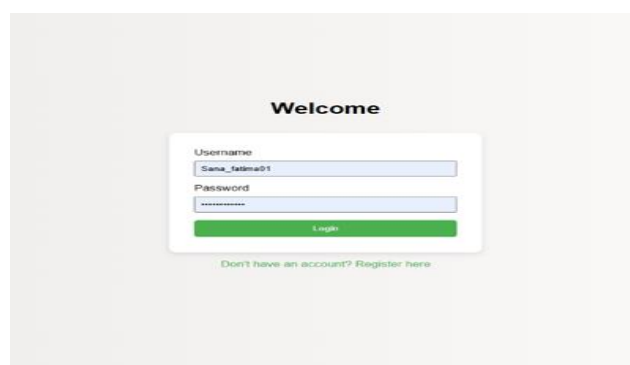 Welcome
Username
Sana_fatima01
Password
••••••••••••
Login
Don't have an account? Register here